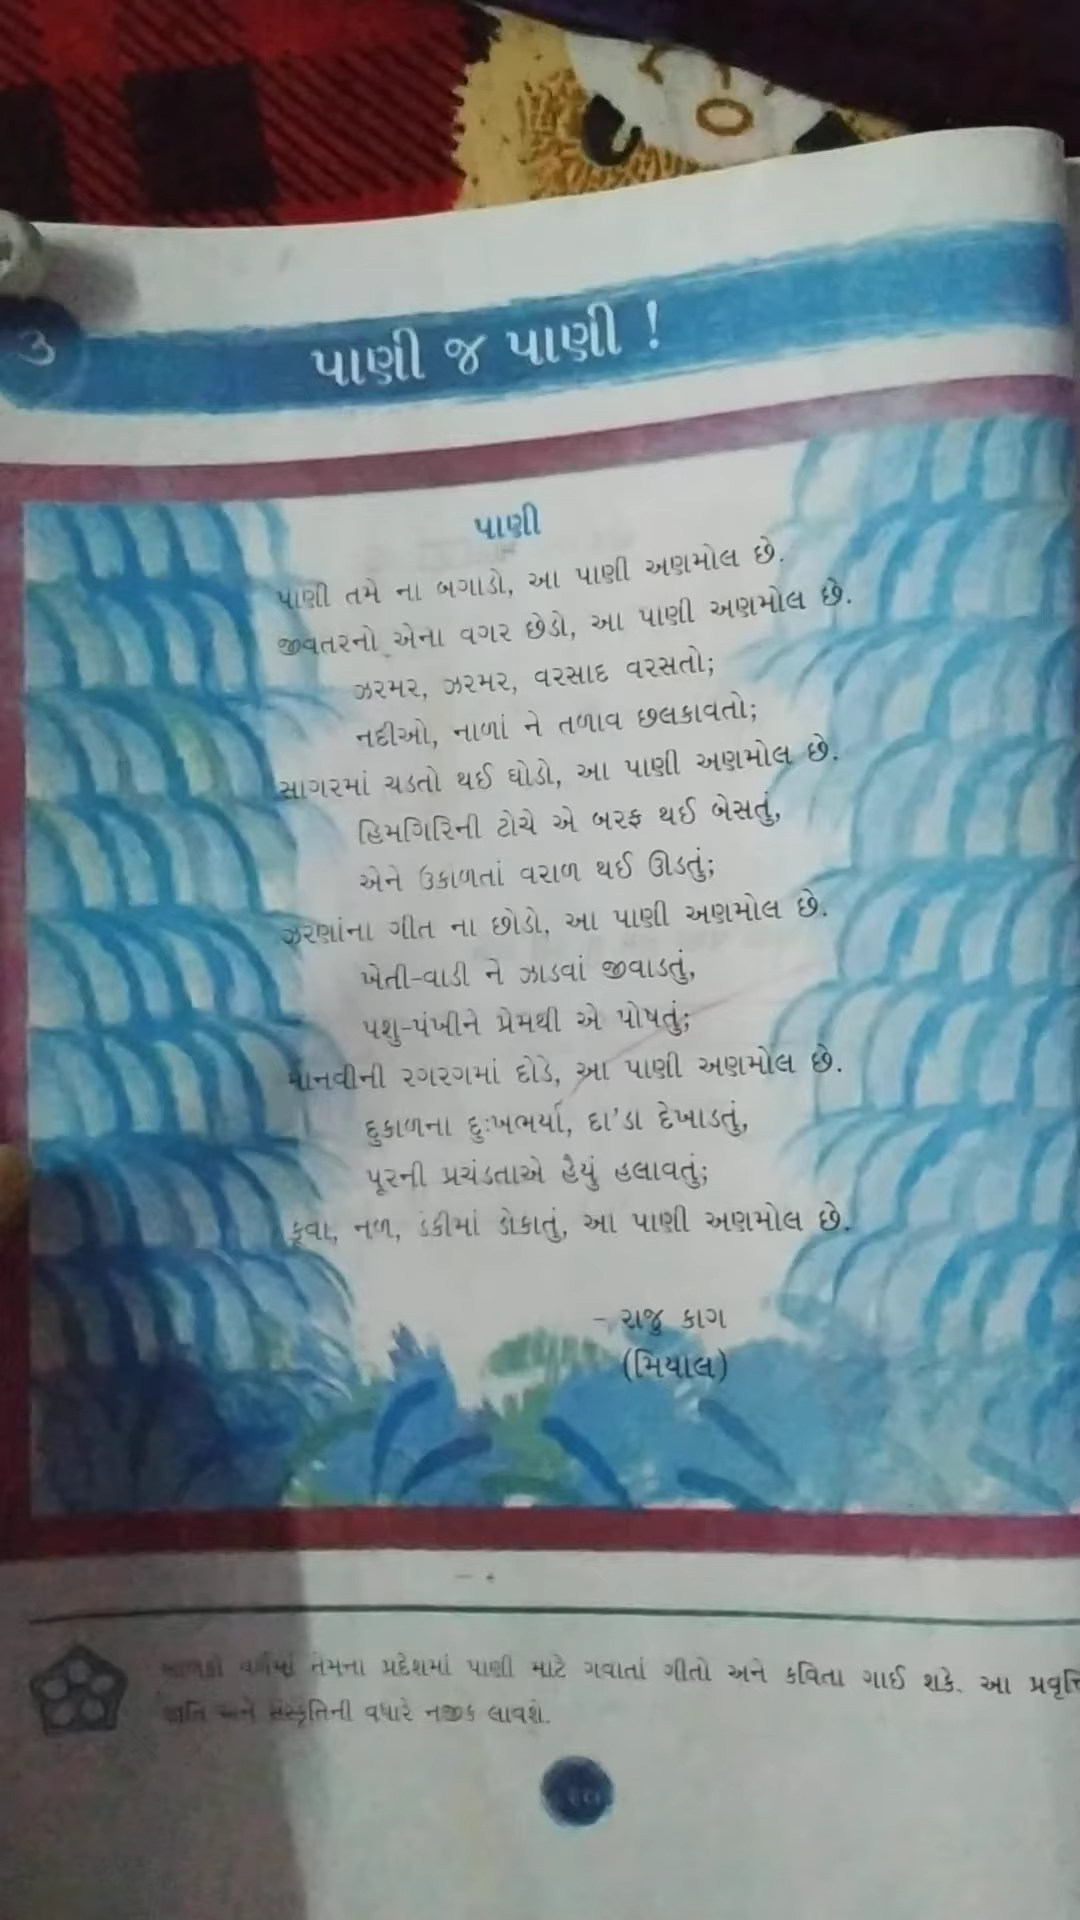 ૩
પાણી જ પાણી !
પાણી
પાણી તમે ના બગાડો, આ પાણી અણમોલ છે.
જીવતરનો એના વગર છેડો, આ પાણી અણમોલ છે.
ઝરમર, ઝરમર, વરસાદ વરસતો;
નદીઓ, નાળાં ને તળાવ છલકાવતો;
સાગરમાં ચડતો થઈ ઘોડો, આ પાણી અણમોલ છે.
હિમગિરિની ટોચે એ બરફ થઈ બેસતું,
એને ઉકાળતાં વરાળ થઈ ઊડતું;
ઝરણાંના ગીત ના છોડો, આ પાણી અણમોલ છે.
ખેતી-વાડી ને ઝાડવાં જીવાડતું,
પશુ-પંખીને પ્રેમથી એ પોષતું;
માનવીની રગરગમાં દોડે, આ પાણી અણમોલ છે.
દુકાળના દુઃખભર્યા, દા'ડા દેખાડતું,
પૂરની પ્રચંડતાએ હૈયું હલાવતું;
કૂવા, નળ, ડંકીમાં ડોકાતું, આ પાણી અણમોલ છે.
- રાજુ કાગ
(મિયાલ)
વર્ગમાં તેમના પ્રદેશમાં પાણી માટે ગવાતાં ગીતો અને કવિતા ગાઈ શકે. આ પ્રવૃત્તિ
અને સંસ્કૃતિની વધારે નજીક લાવશે.